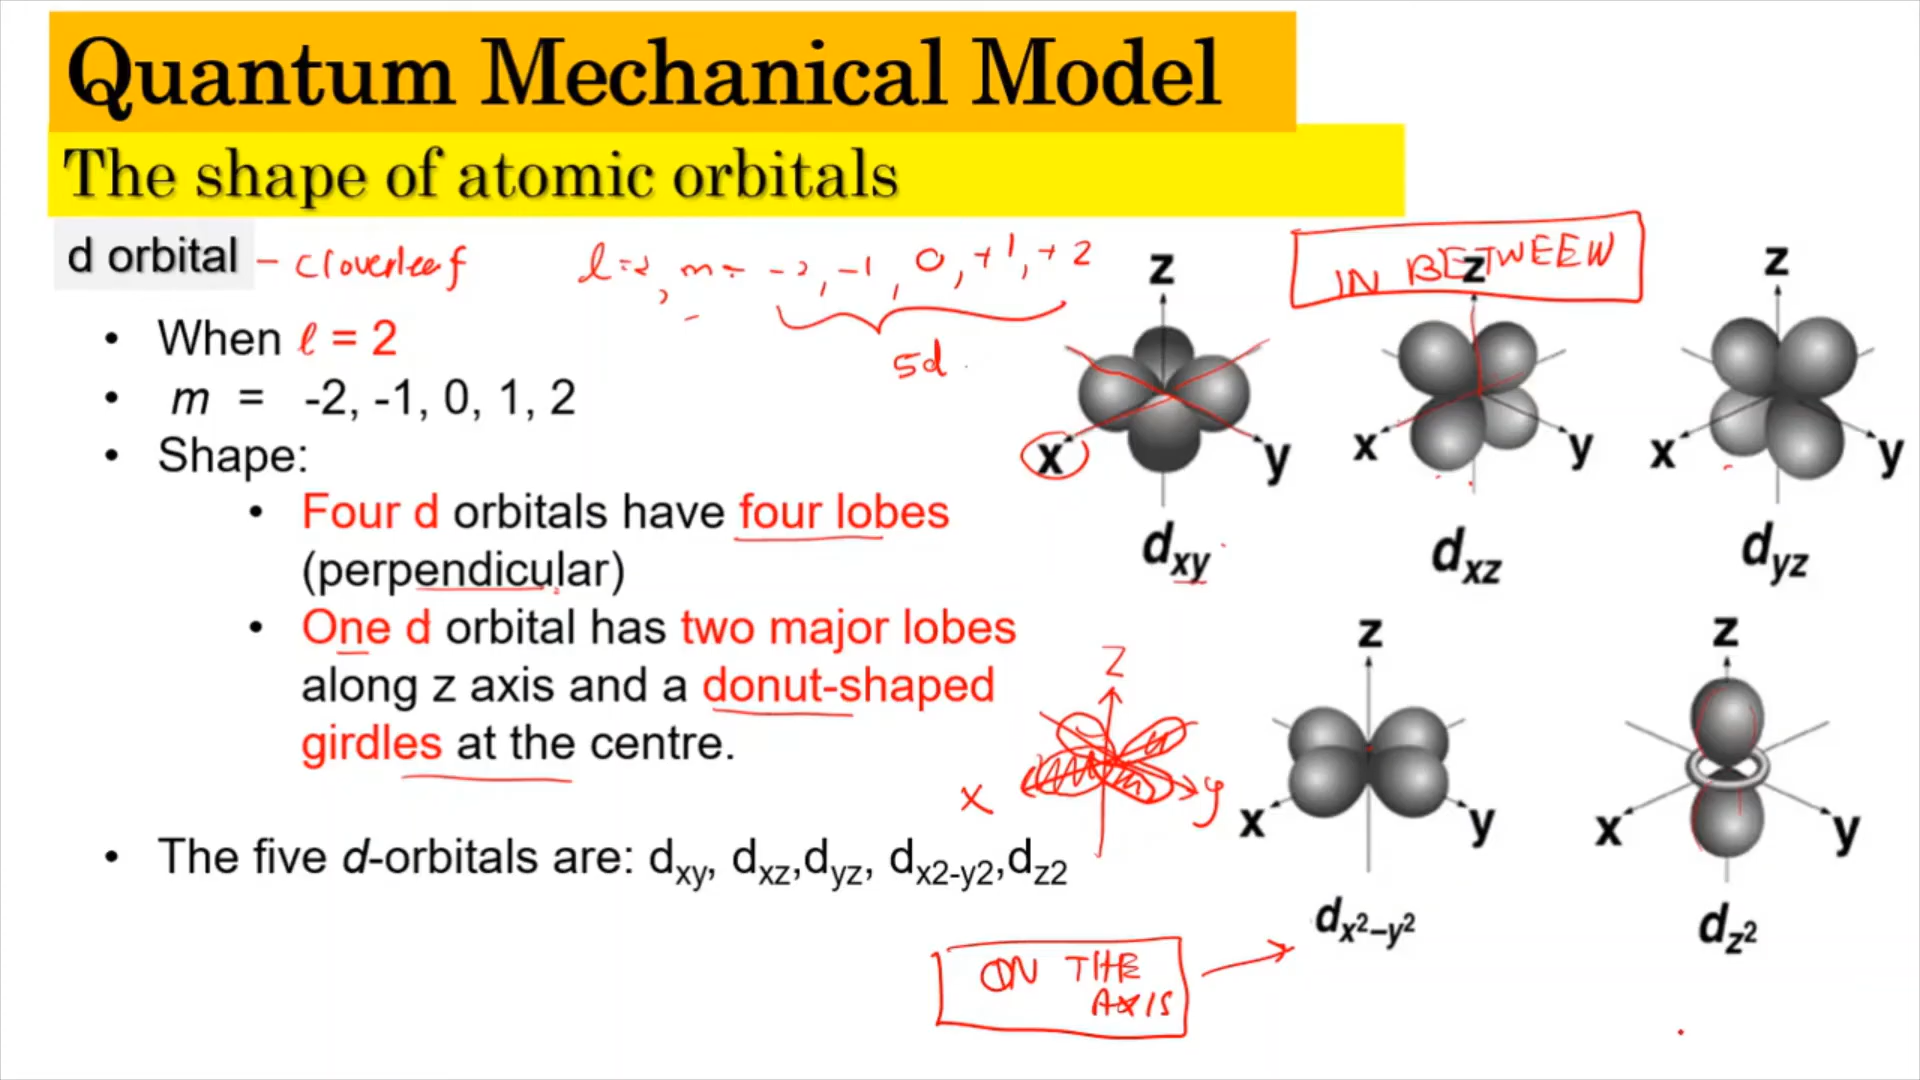 Quantum Mechanical Model
The shape of atomic orbitals
d orbital - cloverleaf
l=2, m= -2, -1, 0, +1, +2
5d
IN BETWEEN
• When ℓ = 2
• m = -2, -1, 0, 1, 2
• Shape:
• Four d orbitals have four lobes
(perpendicular)
• One d orbital has two major lobes
along z axis and a donut-shaped
girdles at the centre.
• The five d-orbitals are: dxy, dxz,dyz, dx2-y2,dz2
z
x y
dxy
z
x y
dxz
z
x y
dyz
z
x y
z
x y
dx²–y²
z
x y
dz²
ON THE
AXIS